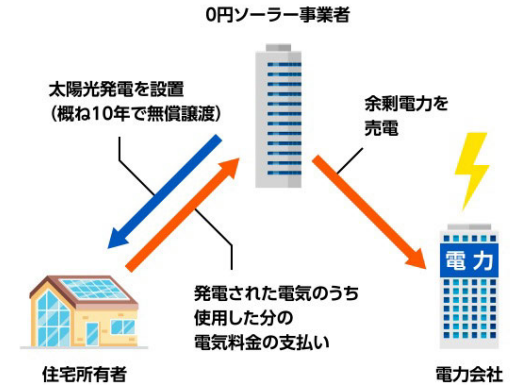 0円ソーラー事業者
太陽光発電を設置
（概ね10年で無償譲渡）
余剰電力を
売電
電力
発電された電気のうち
使用した分の
電気料金の支払い
住宅所有者
電力会社